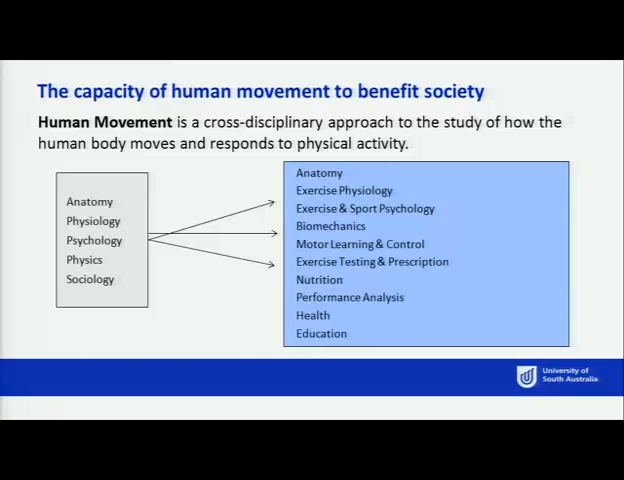 The capacity of human movement to benefit society
Human Movement is a cross-disciplinary approach to the study of how the
human body moves and responds to physical activity.
Anatomy
Physiology
Psychology
Physics
Sociology
Anatomy
Exercise Physiology
Exercise & Sport Psychology
Biomechanics
Motor Learning & Control
Exercise Testing & Prescription
Nutrition
Performance Analysis
Health
Education
University of
South Australia